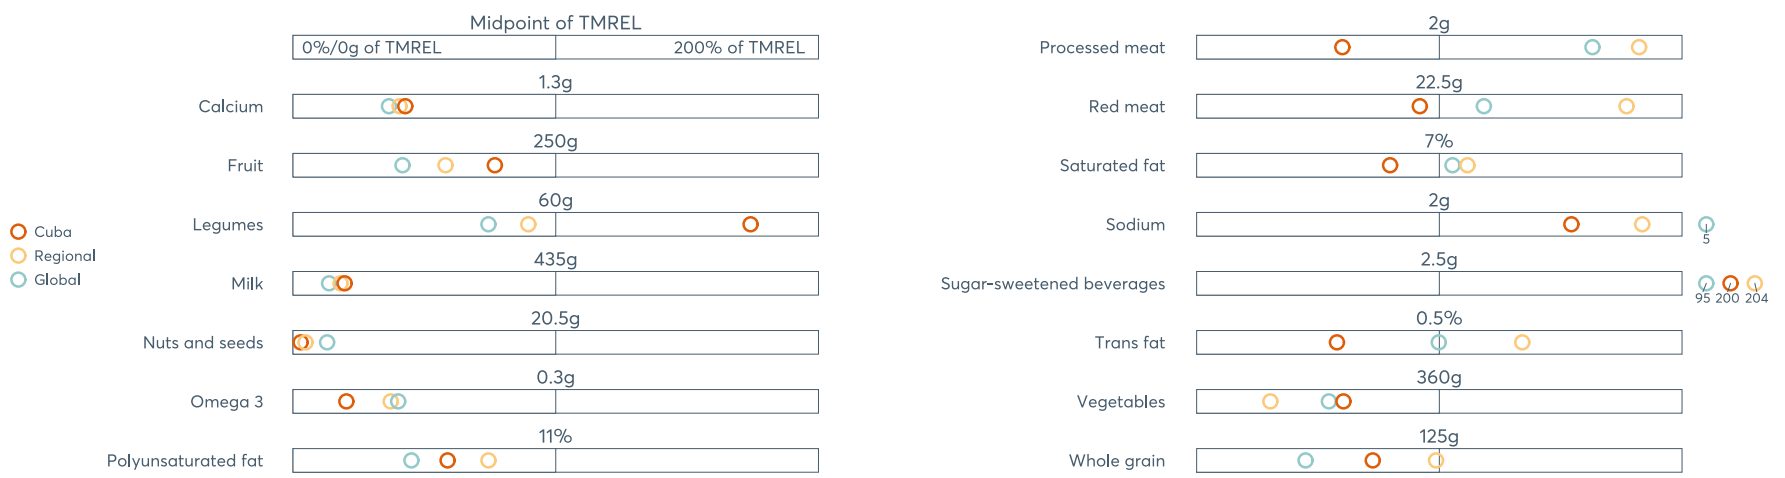 Midpoint of TMREL
0%/0g of TMREL 200% of TMREL
1.3g
Calcium
250g
Fruit
60g
Legumes
435g
Milk
20.5g
Nuts and seeds
0.3g
Omega 3
11%
Polyunsaturated fat
Cuba
Regional
Global
2g
Processed meat
22.5g
Red meat
7%
Saturated fat
2g
Sodium
5
2.5g
Sugar-sweetened beverages
95 200 204
0.5%
Trans fat
360g
Vegetables
125g
Whole grain